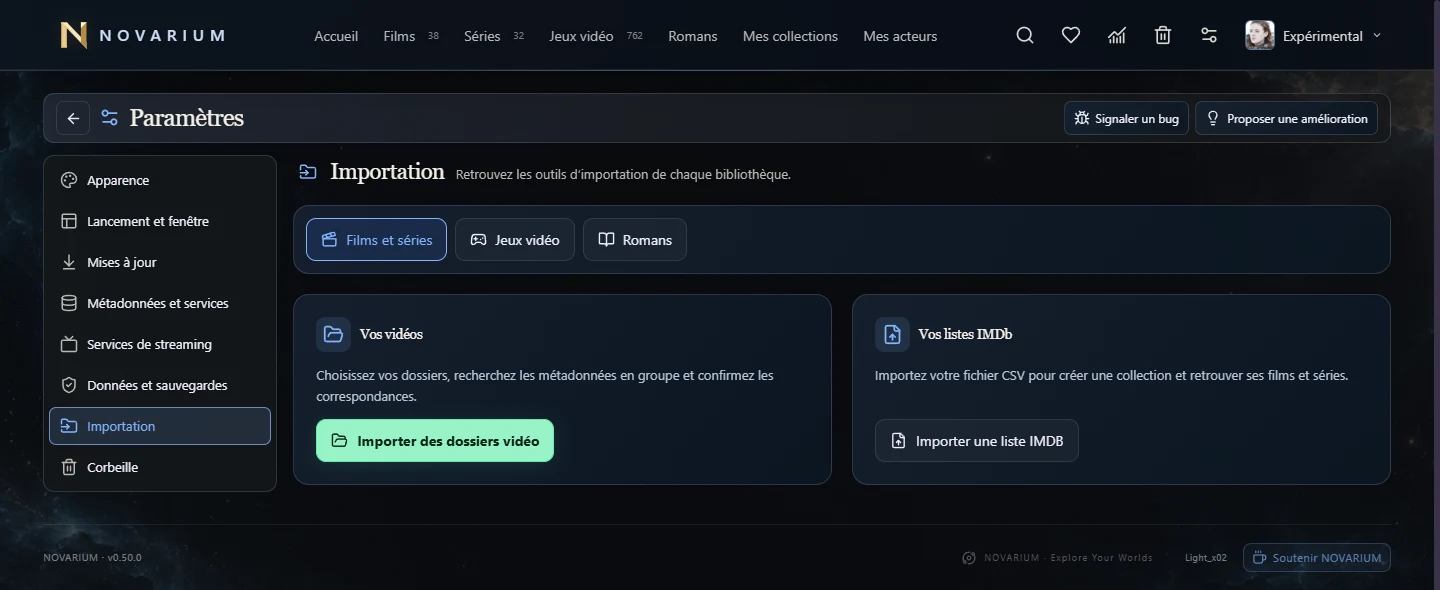 NOVARIUM
Accueil
Films 38
Séries 32
Jeux vidéo 762
Romans
Mes collections
Mes acteurs
Expérimental
Paramètres
Signaler un bug
Proposer une amélioration
Apparence
Lancement et fenêtre
Mises à jour
Métadonnées et services
Services de streaming
Données et sauvegardes
Importation
Corbeille
Importation Retrouvez les outils d’importation de chaque bibliothèque.
Films et séries
Jeux vidéo
Romans
Vos vidéos
Choisissez vos dossiers, recherchez les métadonnées en groupe et confirmez les
correspondances.
Importer des dossiers vidéo
Vos listes IMDb
Importez votre fichier CSV pour créer une collection et retrouver ses films et séries.
Importer une liste IMDB
NOVARIUM · v0.50.0
NOVARIUM · Explore Your Worlds
Light_x02
Soutenir NOVARIUM